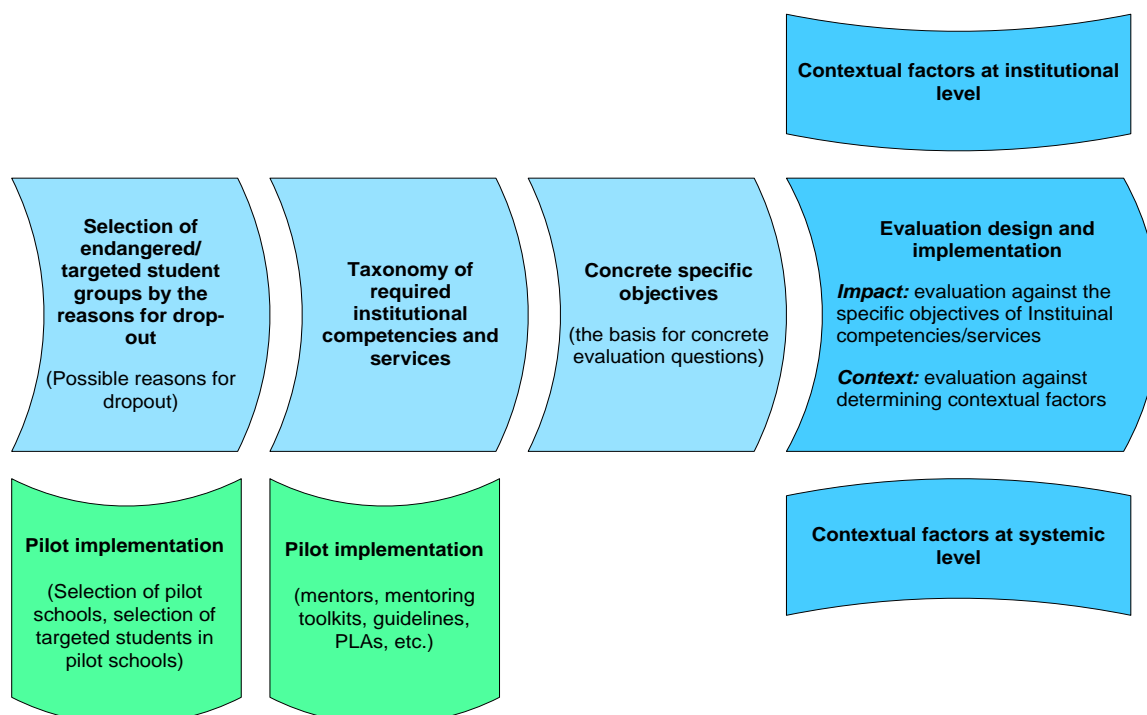 Contextual factors at institutional
level
Selection of
endangered/
targeted student
groups by the
reasons for drop-
out
(Possible reasons for
dropout)
Taxonomy of
required
institutional
competencies and
services
Concrete specific
objectives
(the basis for concrete
evaluation questions)
Evaluation design and
implementation
Impact: evaluation against the
specific objectives of Instituinal
competencies/services
Context: evaluation against
determining contextual factors
Pilot implementation
(Selection of pilot
schools, selection of
targeted students in
pilot schools)
Pilot implementation
(mentors, mentoring
toolkits, guidelines,
PLAs, etc.)
Contextual factors at systemic
level